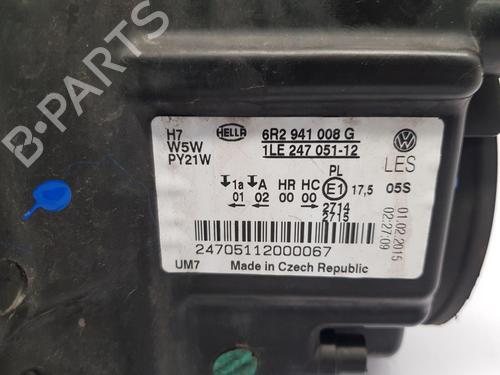 B-PARTS
H7
W5W
PY21W
HELLA
6R2 941 008 G
1LE 247 051-12
LES
PL
1a A HR HC E1 17,5 05S
01 02 00 00 2714
2715
01.02.2015
02:27:09
24705112000067
UM7 Made in Czech Republic